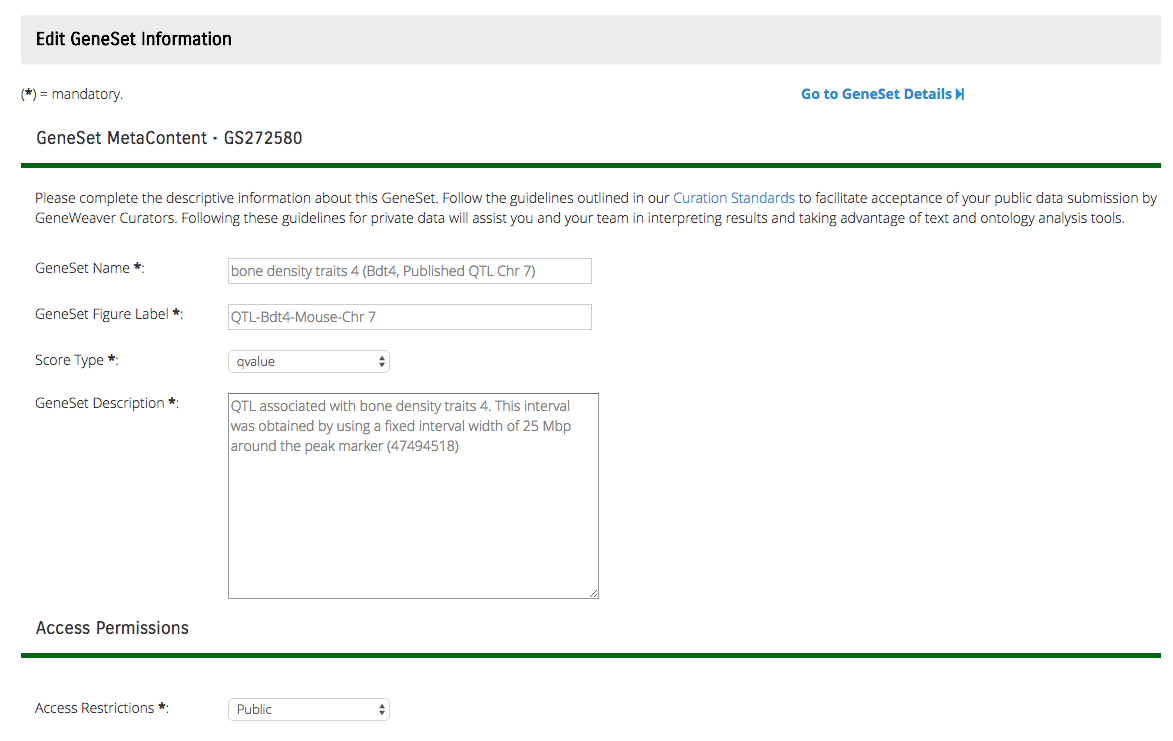 Edit GeneSet Information
(*) = mandatory.
Go to GeneSet Details
GeneSet MetaContent · GS272580
Please complete the descriptive information about this GeneSet. Follow the guidelines outlined in our Curation Standards to facilitate acceptance of your public data submission by
GeneWeaver Curators. Following these guidelines for private data will assist you and your team in interpreting results and taking advantage of text and ontology analysis tools.
GeneSet Name *:
bone density traits 4 (Bdt4, Published QTL Chr 7)
GeneSet Figure Label *:
QTL-Bdt4-Mouse-Chr 7
Score Type *:
qvalue
GeneSet Description *:
QTL associated with bone density traits 4. This interval
was obtained by using a fixed interval width of 25 Mbp
around the peak marker (47494518)
Access Permissions
Access Restrictions *:
Public